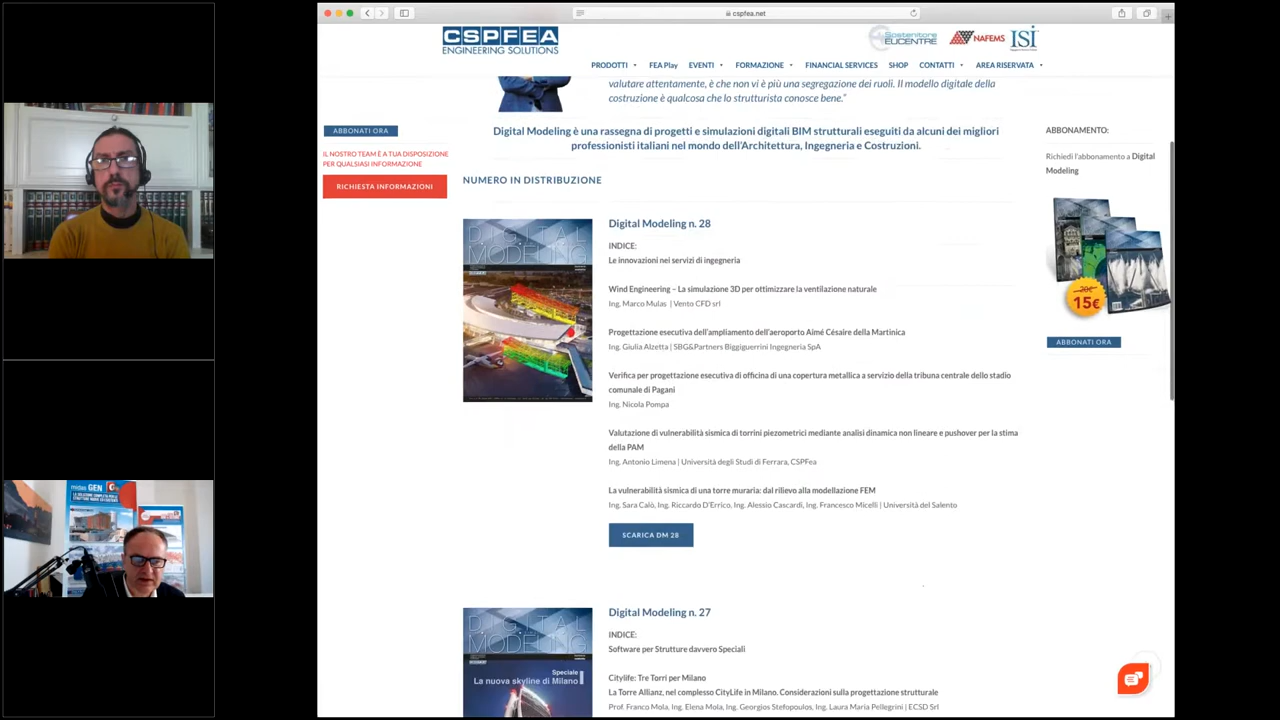 cspfea.net
CSPFEA
ENGINEERING SOLUTIONS
Sostenitore
EUCENTRE
NAFEMS
ISI
PRODOTTI
FEA Play
EVENTI
FORMAZIONE
FINANCIAL SERVICES
SHOP
CONTATTI
AREA RISERVATA
valutare attentamente, è che non vi è più una segregazione dei ruoli. Il modello digitale della
costruzione è qualcosa che lo strutturista conosce bene.”
ABBONATI ORA
IL NOSTRO TEAM È A TUA DISPOSIZIONE
PER QUALSIASI INFORMAZIONE
RICHIESTA INFORMAZIONI
Digital Modeling è una rassegna di progetti e simulazioni digitali BIM strutturali eseguiti da alcuni dei migliori
professionisti italiani nel mondo dell’Architettura, Ingegneria e Costruzioni.
NUMERO IN DISTRIBUZIONE
DIGITAL
MODELING
Digital Modeling n. 28
INDICE:
Le innovazioni nei servizi di ingegneria
Wind Engineering – La simulazione 3D per ottimizzare la ventilazione naturale
Ing. Marco Mulas | Vento CFD srl
Progettazione esecutiva dell’ampliamento dell’aeroporto Aimé Césaire della Martinica
Ing. Giulia Alzetta | SBG&Partners Biggiguerrini Ingegneria SpA
Verifica per progettazione esecutiva di officina di una copertura metallica a servizio della tribuna centrale dello stadio
comunale di Pagani
Ing. Nicola Pompa
Valutazione di vulnerabilità sismica di torrini piezometrici mediante analisi dinamica non lineare e pushover per la stima
della PAM
Ing. Antonio Limena | Università degli Studi di Ferrara, CSPFea
La vulnerabilità sismica di una torre muraria: dal rilievo alla modellazione FEM
Ing. Sara Calò, Ing. Riccardo D’Errico, Ing. Alessio Cascardi, Ing. Francesco Micelli | Università del Salento
SCARICA DM 28
ABBONAMENTO:
Richiedi l’abbonamento a Digital
Modeling
30€
15€
ABBONATI ORA
DIGITAL
MODELING
Speciale
La nuova skyline di Milano
Digital Modeling n. 27
INDICE:
Software per Strutture davvero Speciali
Citylife: Tre Torri per Milano
La Torre Allianz, nel complesso CityLife in Milano. Considerazioni sulla progettazione strutturale
Prof. Franco Mola, Ing. Elena Mola, Ing. Georgios Stefopoulos, Ing. Laura Maria Pellegrini | ECSD Srl
midas GEN